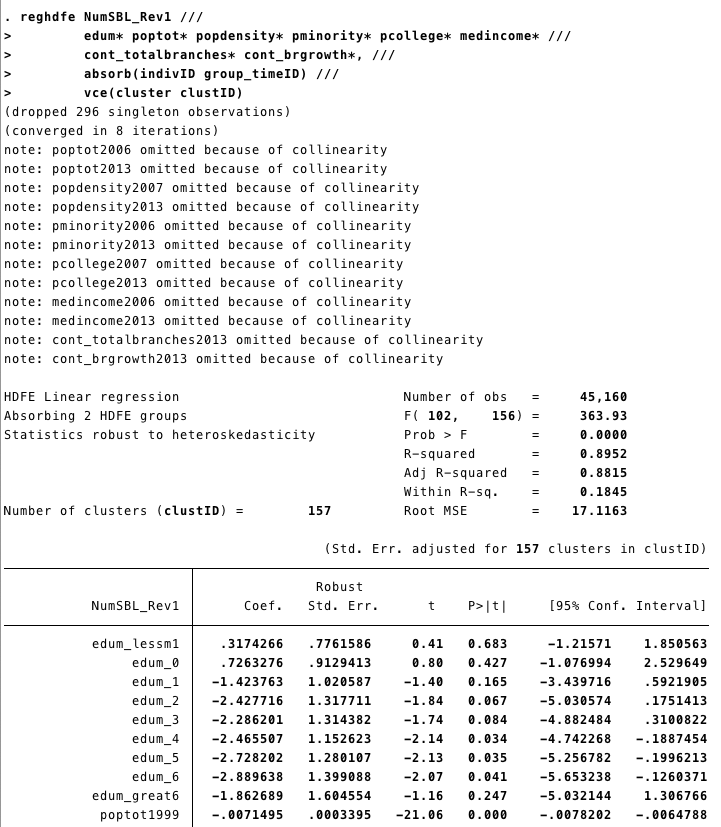 . reghdfe NumSBL_Rev1 ///
> edum* poptot* popdensity* pminority* pcollege* medincome* ///
> cont_totalbranches* cont_brgrowth*, ///
> absorb(indivID group_timeID) ///
> vce(cluster clustID)
(dropped 296 singleton observations)
(converged in 8 iterations)
note: poptot2006 omitted because of collinearity
note: poptot2013 omitted because of collinearity
note: popdensity2007 omitted because of collinearity
note: popdensity2013 omitted because of collinearity
note: pminority2006 omitted because of collinearity
note: pminority2013 omitted because of collinearity
note: pcollege2007 omitted because of collinearity
note: pcollege2013 omitted because of collinearity
note: medincome2006 omitted because of collinearity
note: medincome2013 omitted because of collinearity
note: cont_totalbranches2013 omitted because of collinearity
note: cont_brgrowth2013 omitted because of collinearity
HDFE Linear regression Number of obs = 45,160
Absorbing 2 HDFE groups F( 102, 156) = 363.93
Statistics robust to heteroskedasticity Prob > F = 0.0000
R-squared = 0.8952
Adj R-squared = 0.8815
Within R-sq. = 0.1845
Number of clusters (clustID) = 157 Root MSE = 17.1163
(Std. Err. adjusted for 157 clusters in clustID)
Robust
NumSBL_Rev1 Coef. Std. Err. t P>|t| [95% Conf. Interval]
edum_lessm1 .3174266 .7761586 0.41 0.683 -1.21571 1.850563
edum_0 .7263276 .9129413 0.80 0.427 -1.076994 2.529649
edum_1 -1.423763 1.020587 -1.40 0.165 -3.439716 .5921905
edum_2 -2.427716 1.317711 -1.84 0.067 -5.030574 .1751413
edum_3 -2.286201 1.314382 -1.74 0.084 -4.882484 .3100822
edum_4 -2.465507 1.152623 -2.14 0.034 -4.742268 -.1887454
edum_5 -2.728202 1.280107 -2.13 0.035 -5.256782 -.1996213
edum_6 -2.889638 1.399088 -2.07 0.041 -5.653238 -.1260371
edum_great6 -1.862689 1.604554 -1.16 0.247 -5.032144 1.306766
poptot1999 -.0071495 .0003395 -21.06 0.000 -.0078202 -.0064788